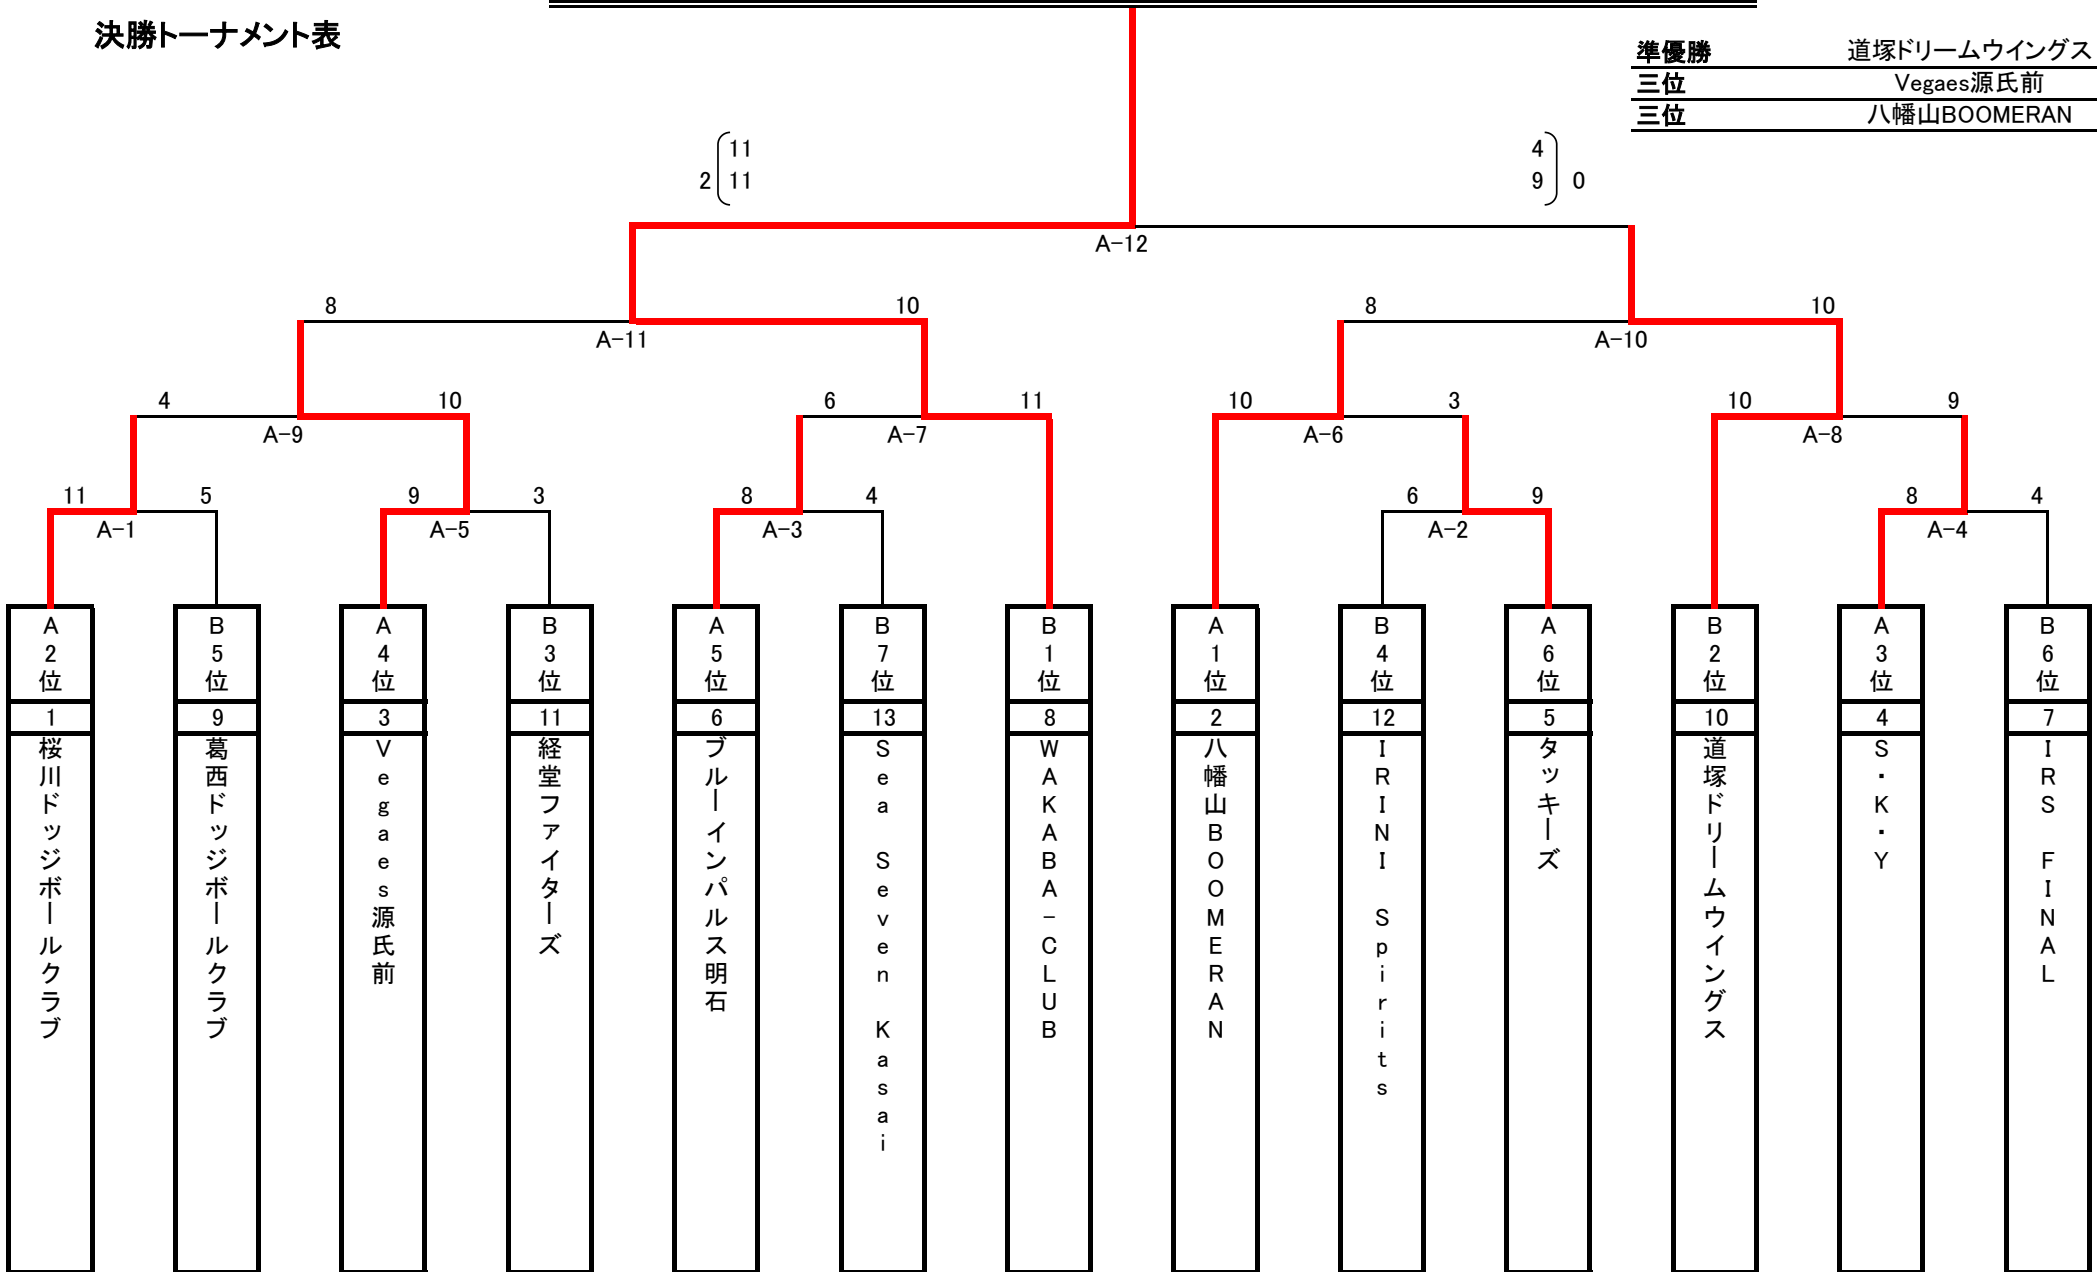 決勝トーナメント表
準優勝 道塚ドリームウイングス
三位 Vegaes源氏前
三位 八幡山BOOMERAN
11 4
2 11 9 0
A-12
8 10 8 10
A-11 A-10
4 10 6 11 10 3 10 9
A-9 A-7 A-6 A-8
11 5 9 3 8 4 6 9 8 4
A-1 A-5 A-3 A-2 A-4
A2位
1
桜川ドッジボールクラブ
B5位
9
葛西ドッジボールクラブ
A4位
3
Vegaes源氏前
B3位
11
経堂ファイターズ
A5位
6
ブルーインパルス明石
B7位
13
Sea Seven Kasai
B1位
8
WAKABA-CLUB
A1位
2
八幡山BOOMERAN
B4位
12
IRINI Spirits
A6位
5
タッキーズ
B2位
10
道塚ドリームウイングス
A3位
4
S・K・Y
B6位
7
IRS FINAL